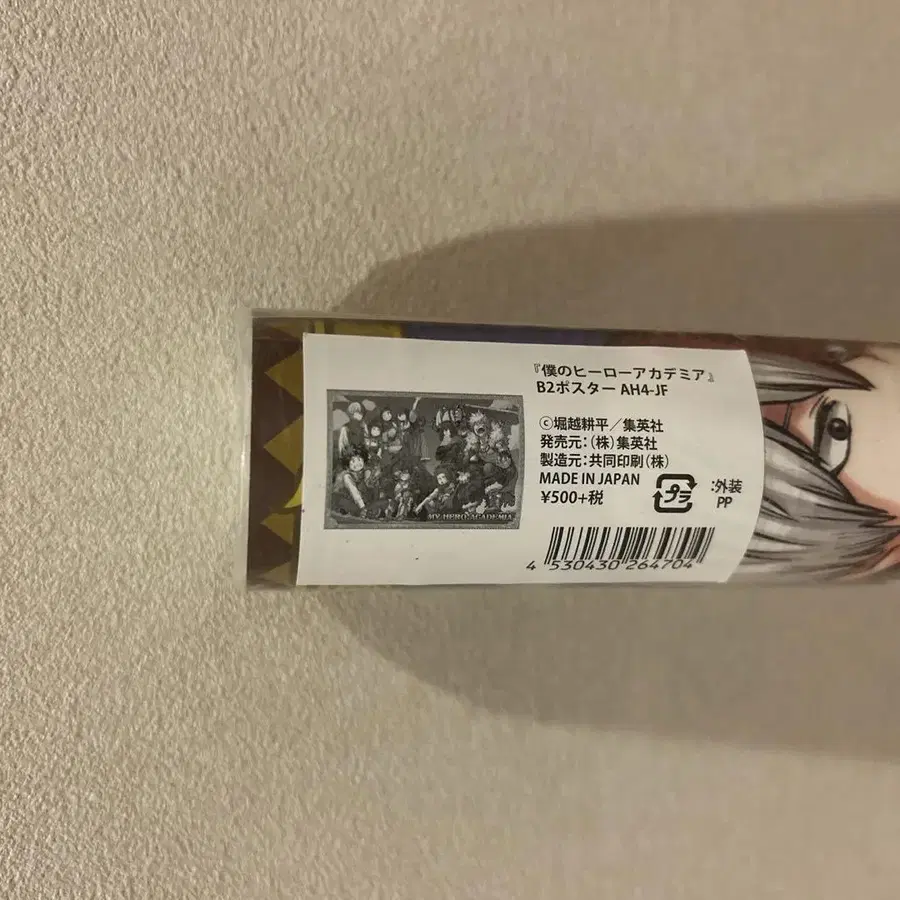 『僕のヒーローアカデミア』
B2ポスター AH4-JF
©堀越耕平／集英社
発売元：（株）集英社
製造元：共同印刷（株）
MADE IN JAPAN
¥500+税
プラ
：外装
PP
4 530430 264704
MY HERO ACADEMIA